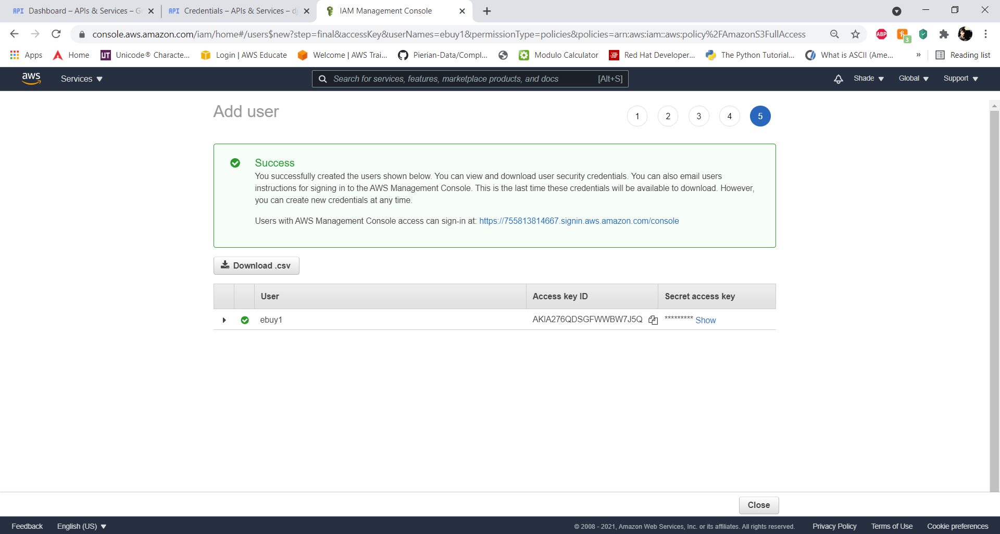 API Dashboard – APIs & Services – G
API Credentials – APIs & Services – d
IAM Management Console
console.aws.amazon.com/iam/home#/users$new?step=final&accessKey&userNames=ebuy1&permissionType=policies&policies=arn:aws:iam::aws:policy%2FAmazonS3FullAccess
ABP
3
Apps
Home
UT Unicode® Characte...
Login | AWS Educate
Welcome | AWS Trai...
Pierian-Data/Compl...
Modulo Calculator
Red Hat Developer...
The Python Tutorial...
What is ASCII (Ame...
»
Reading list
aws
Services
Search for services, features, marketplace products, and docs [Alt+S]
Shade
Global
Support
Add user
1 2 3 4 5
Success
You successfully created the users shown below. You can view and download user security credentials. You can also email users
instructions for signing in to the AWS Management Console. This is the last time these credentials will be available to download. However,
you can create new credentials at any time.
Users with AWS Management Console access can sign-in at: https://755813814667.signin.aws.amazon.com/console
Download .csv
User Access key ID Secret access key
ebuy1 AKIA276QDSGFWWBW7J5Q ********* Show
Close
Feedback English (US) © 2008 - 2021, Amazon Web Services, Inc. or its affiliates. All rights reserved. Privacy Policy Terms of Use Cookie preferences